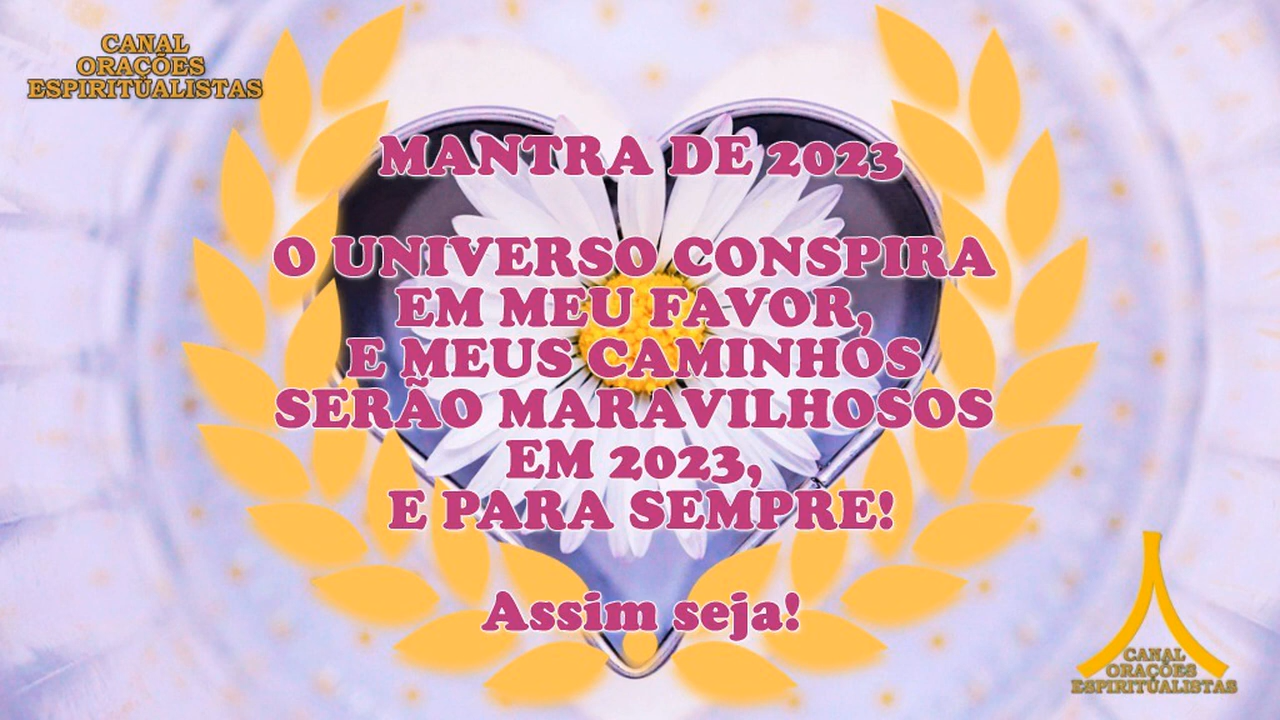 CANAL
ORAÇÕES
ESPIRITUALISTAS
MANTRA DE 2023
O UNIVERSO CONSPIRA
EM MEU FAVOR,
E MEUS CAMINHOS
SERÃO MARAVILHOSOS
EM 2023,
E PARA SEMPRE!
Assim seja!
CANAL
ORAÇÕES
ESPIRITUALISTAS